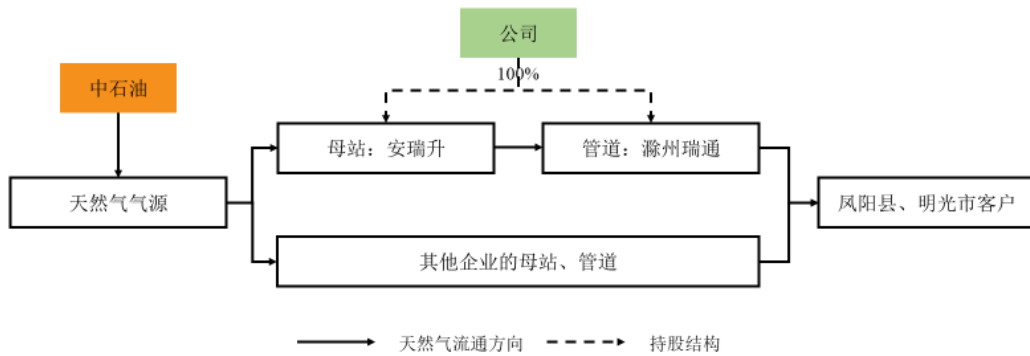 公司
100%
中石油
母站：安瑞升
管道：滁州瑞通
天然气气源
凤阳县、明光市客户
其他企业的母站、管道
天然气流通方向
持股结构